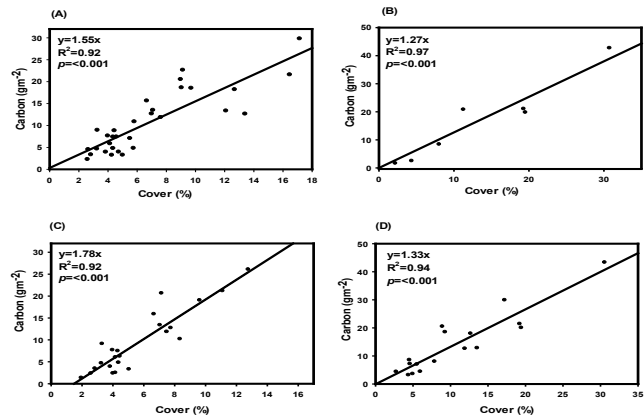 (A)
y=1.55x
R²=0.92
p=<0.001
Carbon (gm⁻²)
30
25
20
15
10
5
0
0 2 4 6 8 10 12 14 16 18
Cover (%)
(B)
y=1.27x
R²=0.97
p=<0.001
Carbon (gm⁻²)
50
40
30
20
10
0
0 10 20 30
Cover (%)
(C)
y=1.78x
R²=0.92
p=<0.001
Carbon (gm⁻²)
30
25
20
15
10
5
0
0 2 4 6 8 10 12 14 16
Cover (%)
(D)
y=1.33x
R²=0.94
p=<0.001
Carbon (gm⁻²)
50
40
30
20
10
0
0 5 10 15 20 25 30 35
Cover (%)